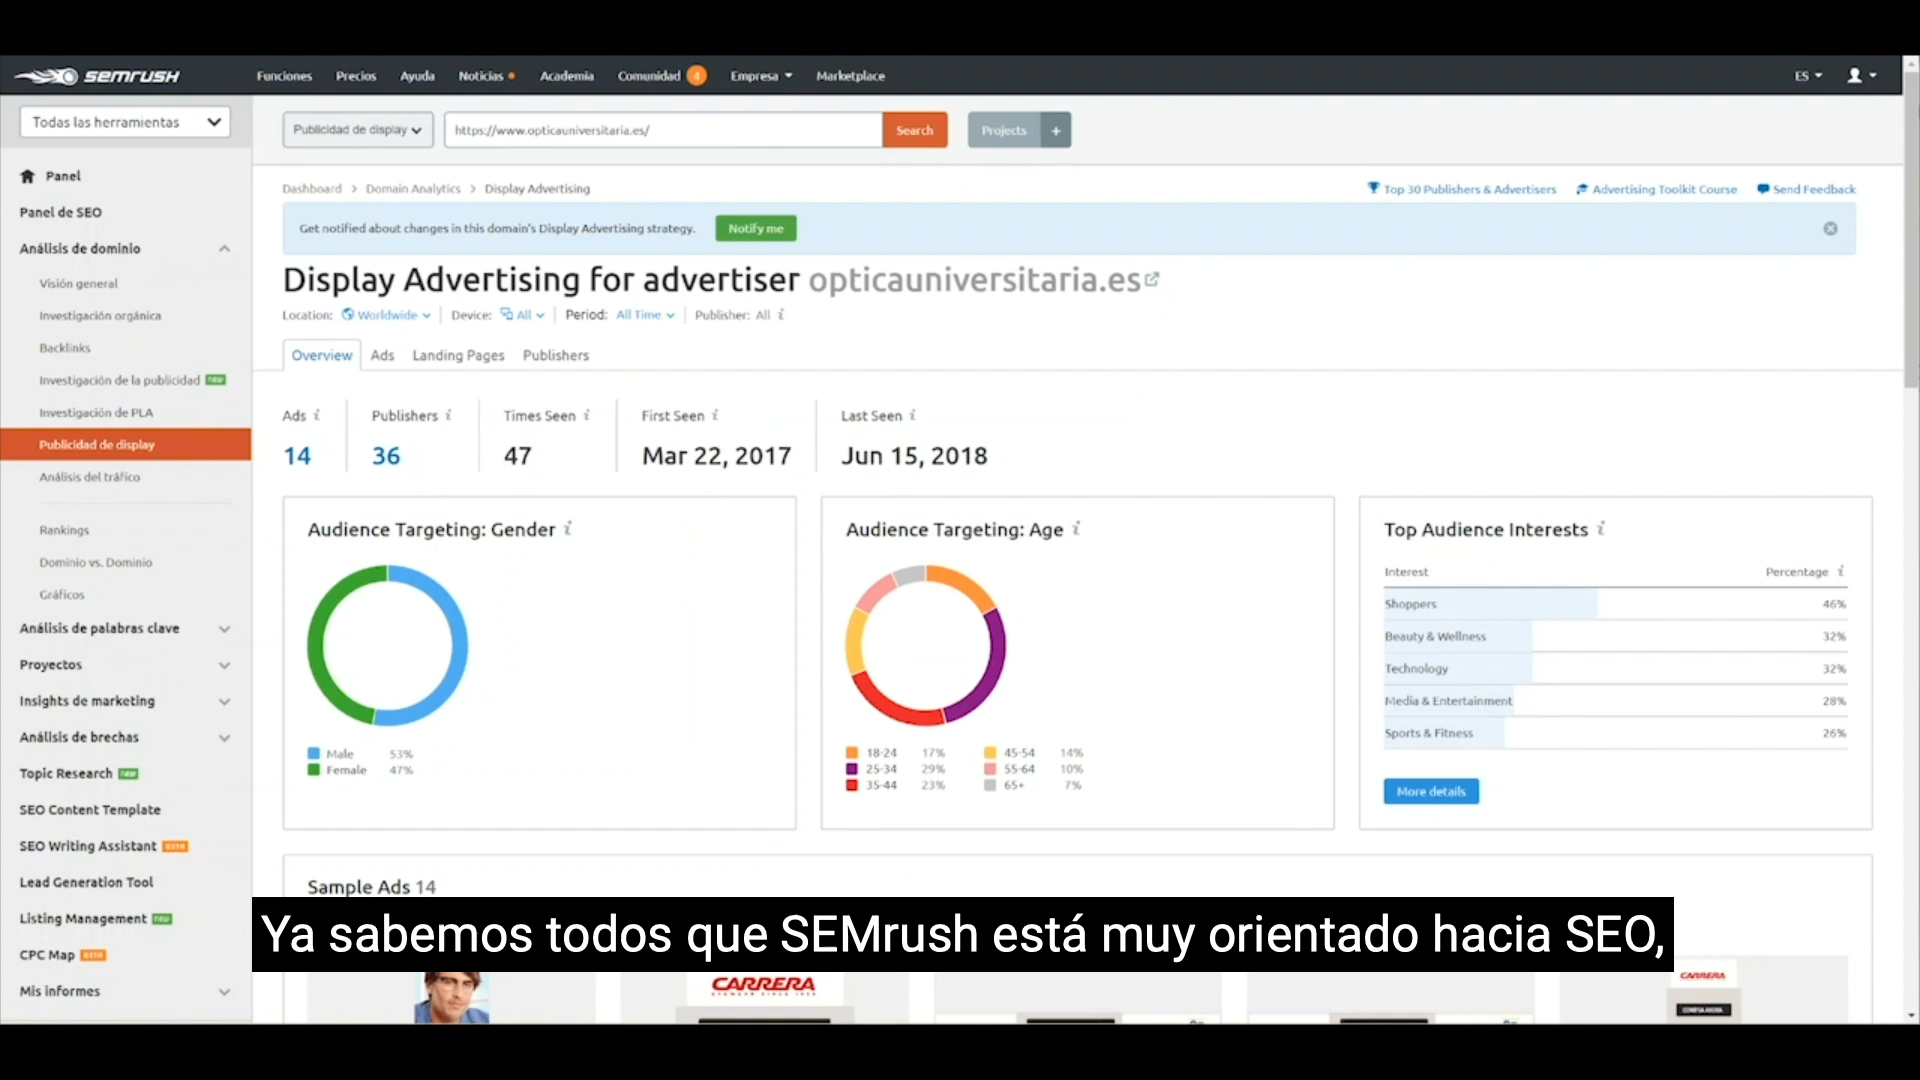 semrush
Funciones Precios Ayuda Noticias Academia Comunidad 4 Empresa Marketplace ES
Todas las herramientas
Publicidad de display https://www.opticauniversitaria.es/ Search Projects +
Panel
Panel de SEO
Análisis de dominio
Visión general
Investigación orgánica
Backlinks
Investigación de la publicidad new
Investigación de PLA
Publicidad de display
Análisis del tráfico
Rankings
Dominio vs. Dominio
Gráficos
Análisis de palabras clave
Proyectos
Insights de marketing
Análisis de brechas
Topic Research new
SEO Content Template
SEO Writing Assistant BETA
Lead Generation Tool
Listing Management new
CPC Map BETA
Mis informes
Dashboard > Domain Analytics > Display Advertising
Top 30 Publishers & Advertisers Advertising Toolkit Course Send Feedback
Get notified about changes in this domain's Display Advertising strategy. Notify me
Display Advertising for advertiser opticauniversitaria.es
Location: Worldwide Device: All Period: All Time Publisher: All i
Overview Ads Landing Pages Publishers
Ads i Publishers i Times Seen i First Seen i Last Seen i
14 36 47 Mar 22, 2017 Jun 15, 2018
Audience Targeting: Gender i
Male 53%
Female 47%
Audience Targeting: Age i
18-24 17% 45-54 14%
25-34 29% 55-64 10%
35-44 23% 65+ 7%
Top Audience Interests i
Interest Percentage i
Shoppers 46%
Beauty & Wellness 32%
Technology 32%
Media & Entertainment 28%
Sports & Fitness 26%
More details
Sample Ads 14
Ya sabemos todos que SEMrush está muy orientado hacia SEO,
CARRERA
CARRERA